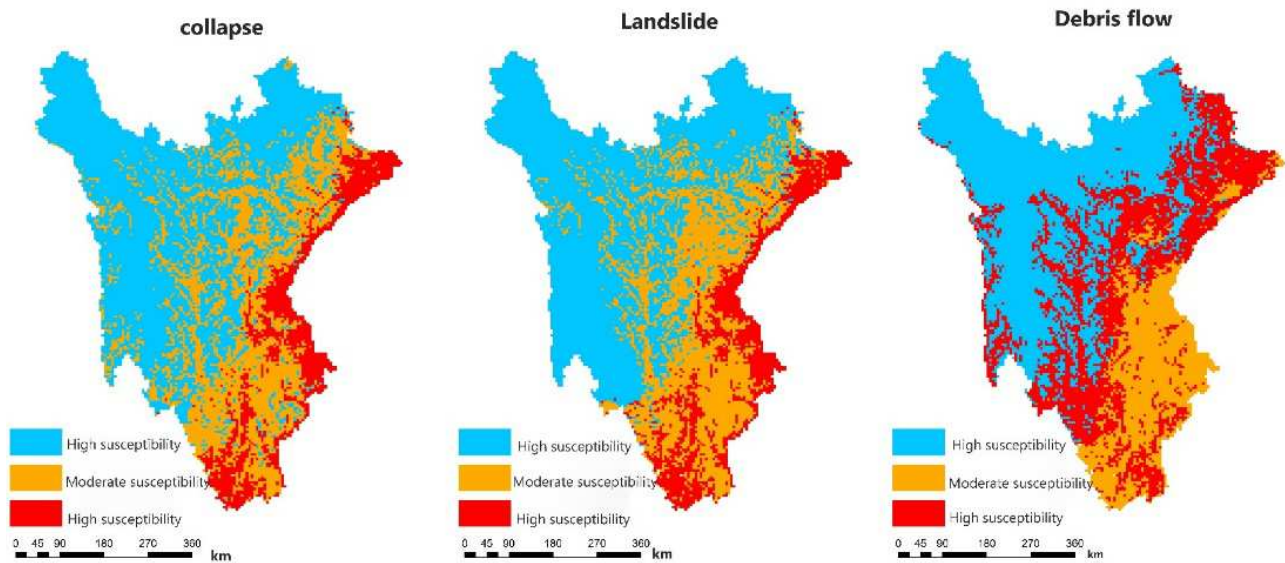 collapse
High susceptibility
Moderate susceptibility
High susceptibility
0 45 90 180 270 360
km
Landslide
High susceptibility
Moderate susceptibility
High susceptibility
0 45 90 180 270 360
km
Debris flow
High susceptibility
Moderate susceptibility
High susceptibility
0 45 90 180 270 360
km